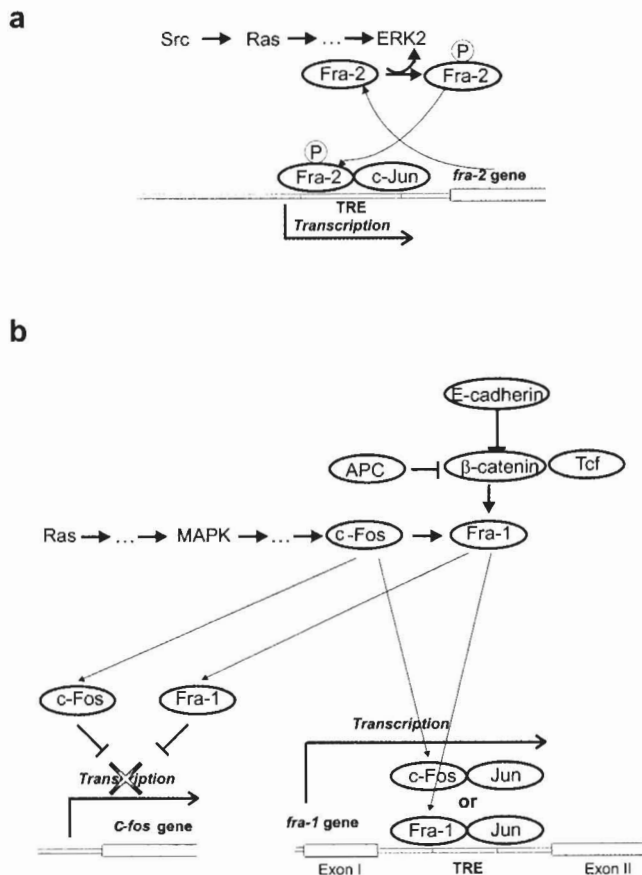 a
Src Ras ... ERK2
P
Fra-2 Fra-2
P
Fra-2 c-Jun fra-2 gene
TRE
Transcription
b
E-cadherin
APC β-catenin Tcf
Ras ... MAPK ... c-Fos Fra-1
c-Fos Fra-1
Transcription
Transcription
c-Fos Jun
or
C-fos gene fra-1 gene Fra-1 Jun
Exon I TRE Exon II